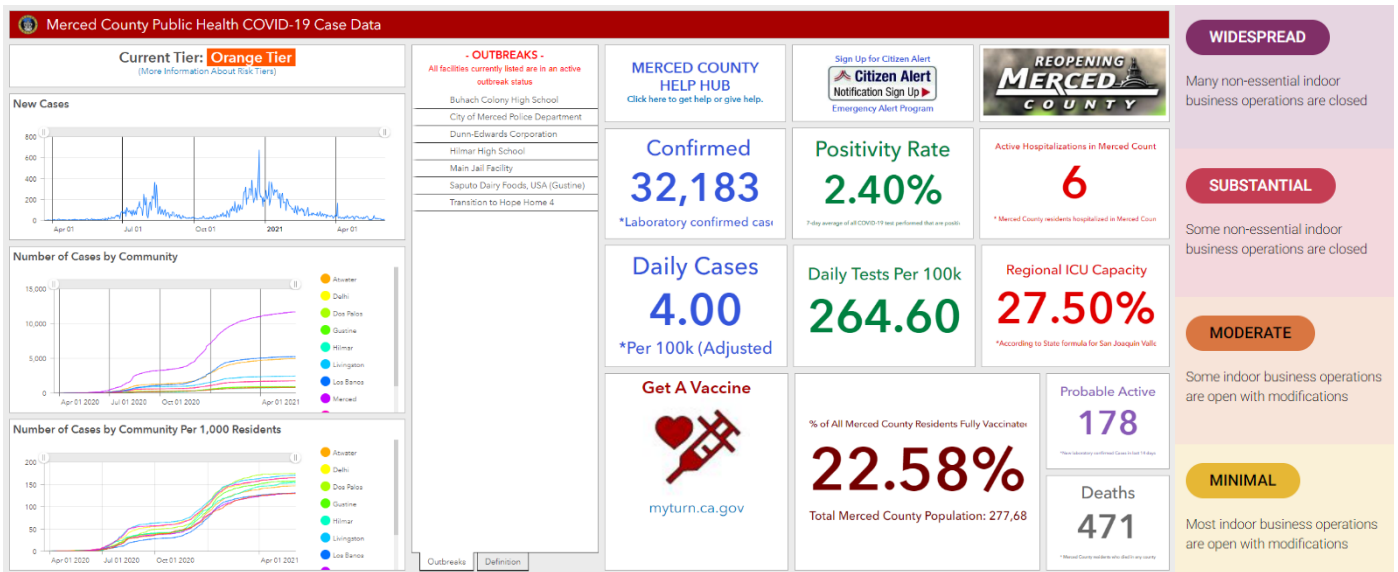 Merced County Public Health COVID-19 Case Data
Current Tier: Orange Tier
(More Information About Risk Tiers)
New Cases
800
600
400
200
0
Apr 01
Jul 01
Oct 01
2021
Apr 01
Number of Cases by Community
15,000
10,000
5,000
0
Apr 01 2020
Jul 01 2020
Oct 01 2020
Apr 01 2021
Atwater
Delhi
Dos Palos
Gustine
Hilmar
Livingston
Los Banos
Merced
Number of Cases by Community Per 1,000 Residents
200
150
100
50
0
Apr 01 2020
Jul 01 2020
Oct 01 2020
Apr 01 2021
Atwater
Delhi
Dos Palos
Gustine
Hilmar
Livingston
Los Banos
- OUTBREAKS -
All facilities currently listed are in an active
outbreak status
Buhach Colony High School
City of Merced Police Department
Dunn-Edwards Corporation
Hilmar High School
Main Jail Facility
Saputo Dairy Foods, USA (Gustine)
Transition to Hope Home 4
Outbreaks
Definition
MERCED COUNTY
HELP HUB
Click here to get help or give help.
Sign Up for Citizen Alert
Citizen Alert
Notification Sign Up
Emergency Alert Program
REOPENING
MERCED
COUNTY
Confirmed
32,183
*Laboratory confirmed case
Positivity Rate
2.40%
7-day average of all COVID-19 test performed that are positi
Active Hospitalizations in Merced Count
6
* Merced County residents hospitalized in Merced Coun
Daily Cases
4.00
*Per 100k (Adjusted
Daily Tests Per 100k
264.60
Regional ICU Capacity
27.50%
*According to State formula for San Joaquin Valle
Get A Vaccine
myturn.ca.gov
% of All Merced County Residents Fully Vaccinated
22.58%
Total Merced County Population: 277,68
Probable Active
178
*New laboratory confirmed Cases in last 14 days
Deaths
471
* Merced County residents who died in any county
WIDESPREAD
Many non-essential indoor
business operations are closed
SUBSTANTIAL
Some non-essential indoor
business operations are closed
MODERATE
Some indoor business operations
are open with modifications
MINIMAL
Most indoor business operations
are open with modifications